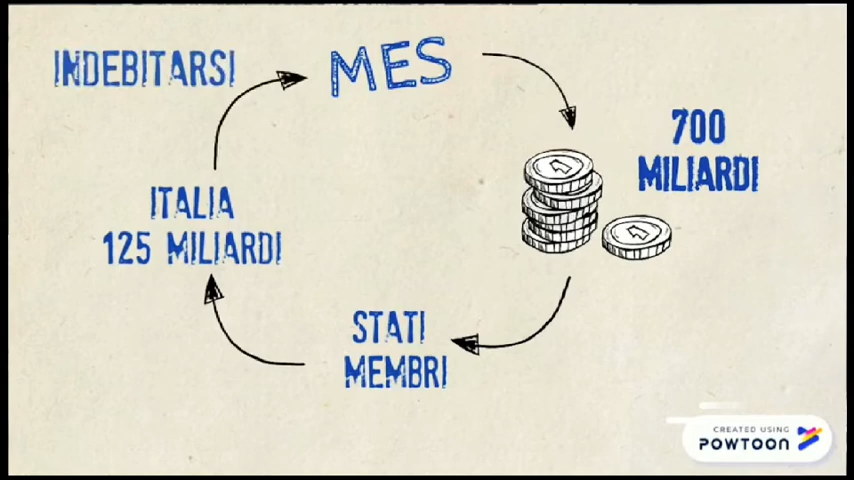 INDEBITARSI
MES
700
MILIARDI
ITALIA
125 MILIARDI
STATI
MEMBRI
CREATED USING
POWTOON